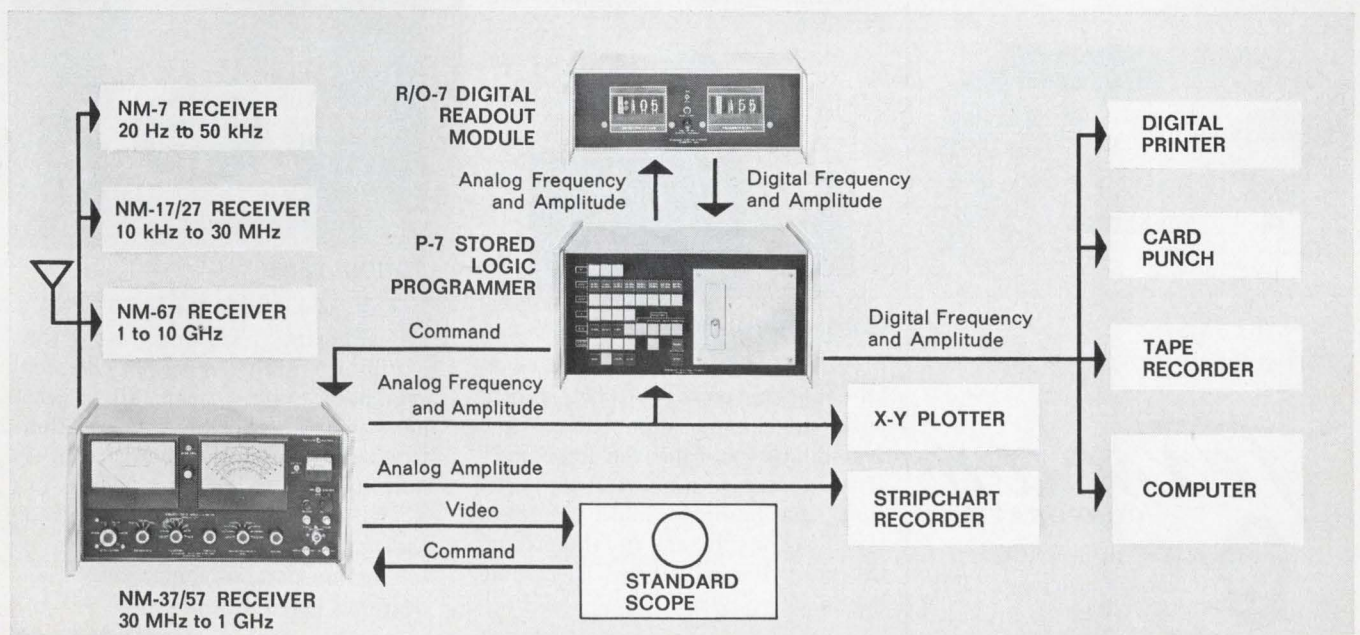 NM-7 RECEIVER
20 Hz to 50 kHz
NM-17/27 RECEIVER
10 kHz to 30 MHz
NM-67 RECEIVER
1 to 10 GHz
NM-37/57 RECEIVER
30 MHz to 1 GHz
R/O-7 DIGITAL
READOUT
MODULE
Analog Frequency
and Amplitude
Digital Frequency
and Amplitude
P-7 STORED
LOGIC
PROGRAMMER
Command
Analog Frequency
and Amplitude
Analog Amplitude
Video
Command
STANDARD
SCOPE
Digital Frequency
and Amplitude
X-Y PLOTTER
STRIPCHART
RECORDER
DIGITAL
PRINTER
CARD
PUNCH
TAPE
RECORDER
COMPUTER